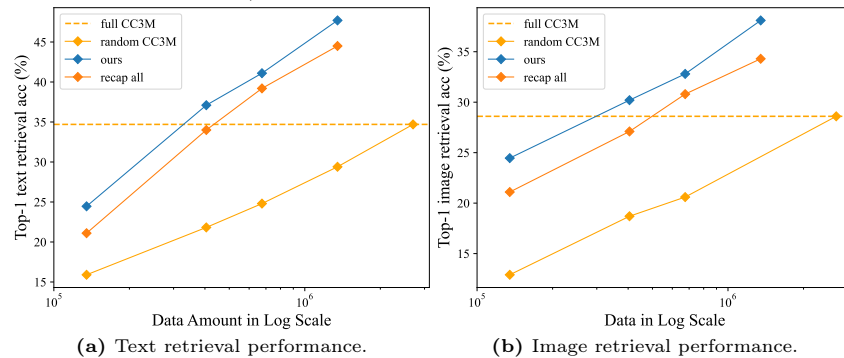 full CC3M
random CC3M
ours
recap all
Top-1 text retrieval acc (%)
45
40
35
30
25
20
15
10^5
10^6
Data Amount in Log Scale
(a) Text retrieval performance.
full CC3M
random CC3M
ours
recap all
Top-1 image retrieval acc (%)
35
30
25
20
15
10^5
10^6
Data in Log Scale
(b) Image retrieval performance.